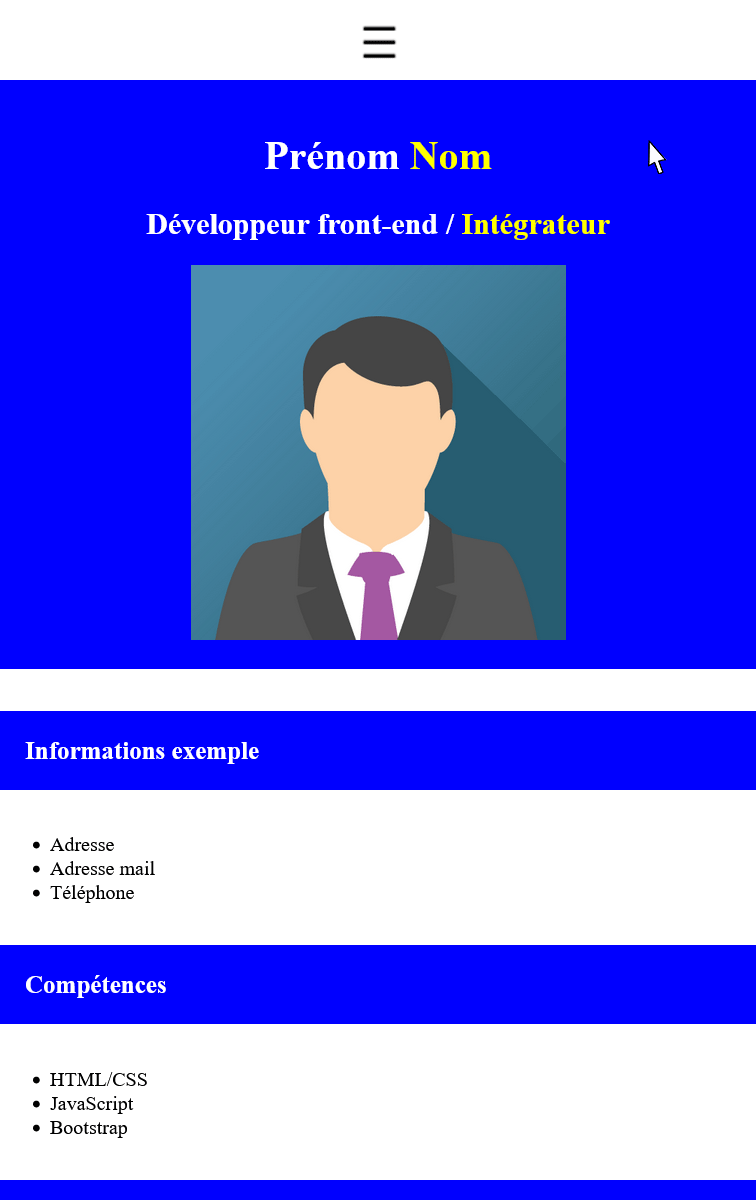 Prénom Nom
Développeur front-end / Intégrateur
Informations exemple
Adresse
Adresse mail
Téléphone
Compétences
HTML/CSS
JavaScript
Bootstrap